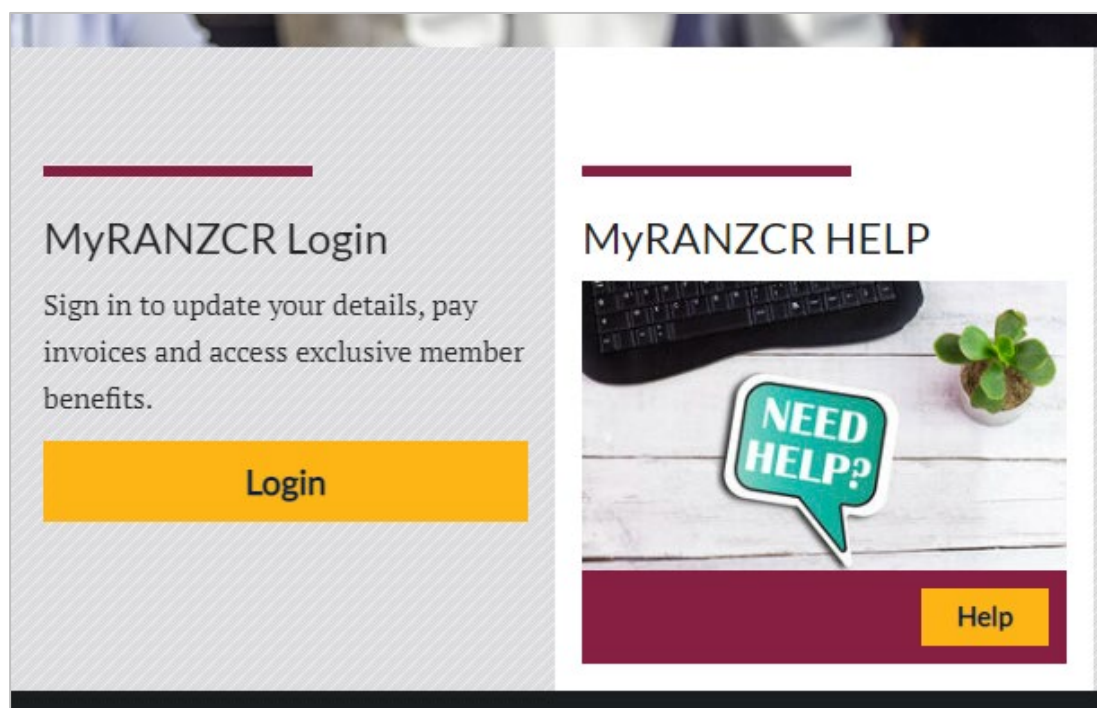 MyRANZCR Login
Sign in to update your details, pay
invoices and access exclusive member
benefits.
Login
MyRANZCR HELP
NEED
HELP?
Help